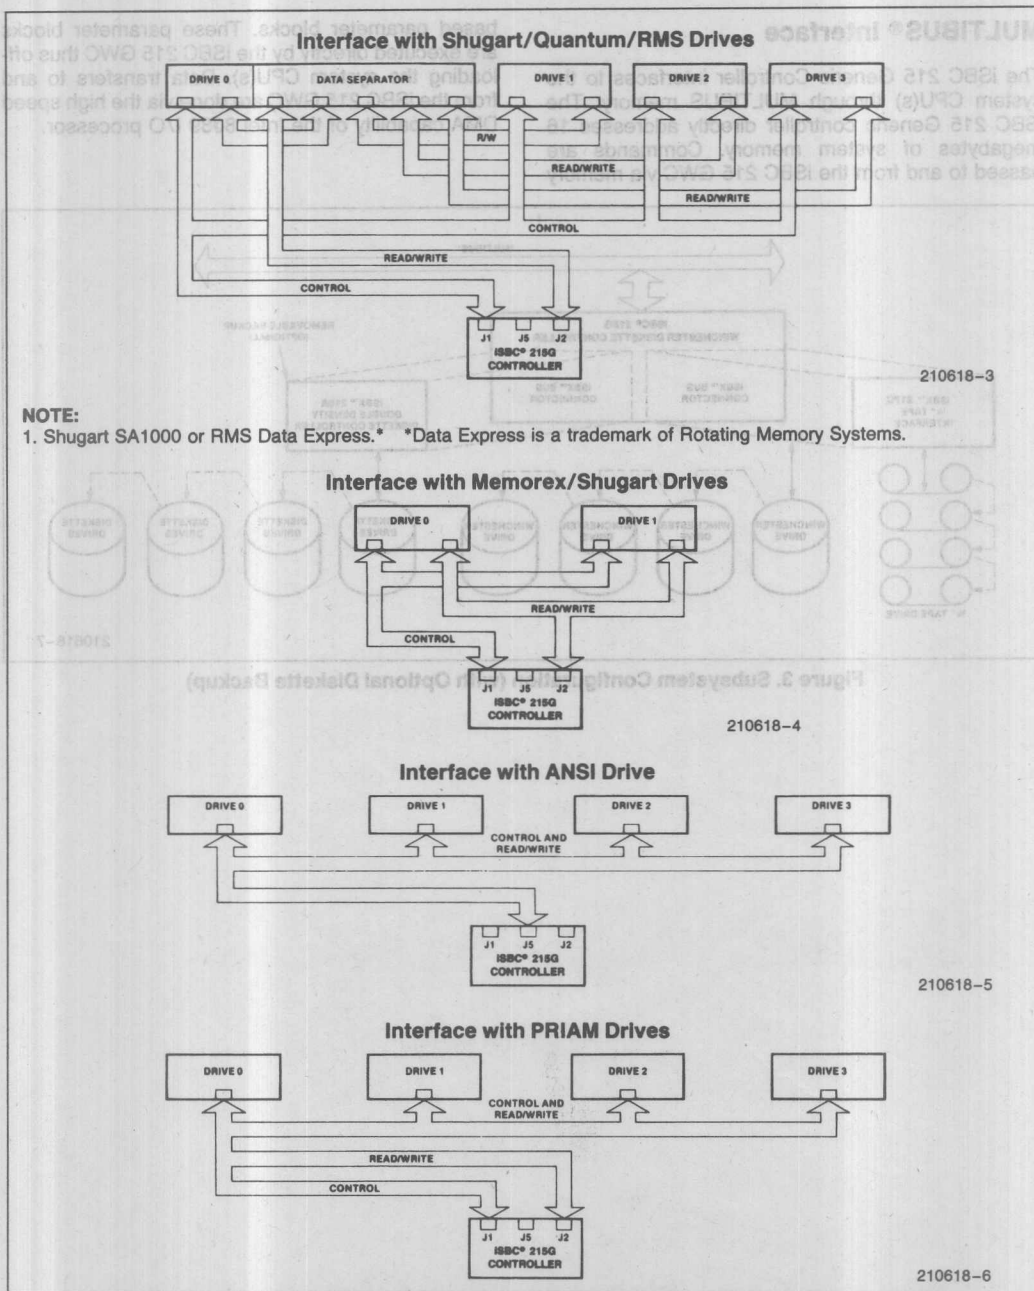 Interface with Shugart/Quantum/RMS Drives
DRIVE 0
DATA SEPARATOR
DRIVE 1
DRIVE 2
DRIVE 3
R/W
READ/WRITE
READ/WRITE
CONTROL
READ/WRITE
CONTROL
J1 J5 J2
ISBC® 215G
CONTROLLER
210618–3
NOTE:
1. Shugart SA1000 or RMS Data Express.* *Data Express is a trademark of Rotating Memory Systems.
Interface with Memorex/Shugart Drives
DRIVE 0
DRIVE 1
READ/WRITE
CONTROL
J1 J5 J2
ISBC® 215G
CONTROLLER
210618–4
Interface with ANSI Drive
DRIVE 0
DRIVE 1
DRIVE 2
DRIVE 3
CONTROL AND
READ/WRITE
J1 J5 J2
ISBC® 215G
CONTROLLER
210618–5
Interface with PRIAM Drives
DRIVE 0
DRIVE 1
DRIVE 2
DRIVE 3
CONTROL AND
READ/WRITE
READ/WRITE
CONTROL
J1 J5 J2
ISBC® 215G
CONTROLLER
210618–6